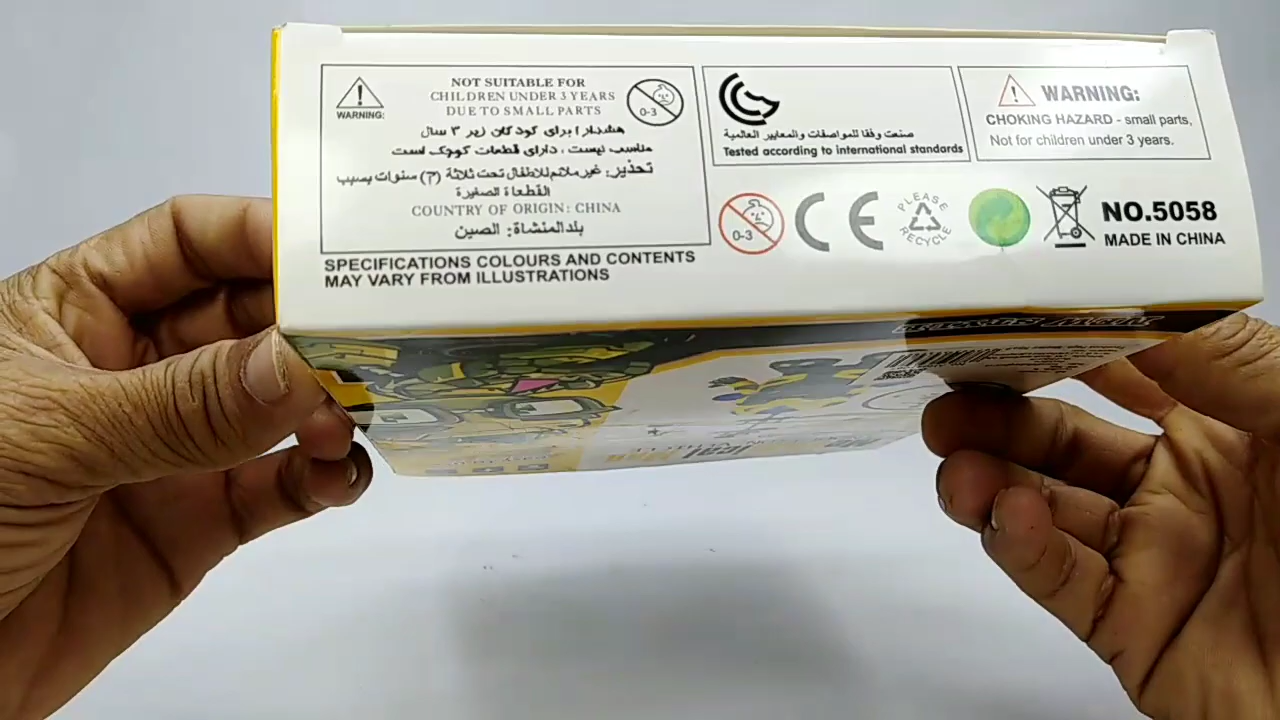 WARNING:
NOT SUITABLE FOR
CHILDREN UNDER 3 YEARS
DUE TO SMALL PARTS
0-3
هشدار! برای کودکان زیر ۳ سال
مناسب نیست ، دارای قطعات کوچک است
تحذير: غير ملائم للاطفال تحت ثلاثة (٣) سنوات بسبب
القطعاة الصغيرة
COUNTRY OF ORIGIN: CHINA
بلد المنشاة: الصين
SPECIFICATIONS COLOURS AND CONTENTS
MAY VARY FROM ILLUSTRATIONS
صنعت وفقا للمواصفات والمعايير العالمية
Tested according to international standards
WARNING:
CHOKING HAZARD - small parts,
Not for children under 3 years.
0-3
CE
PLEASE
RECYCLE
NO.5058
MADE IN CHINA